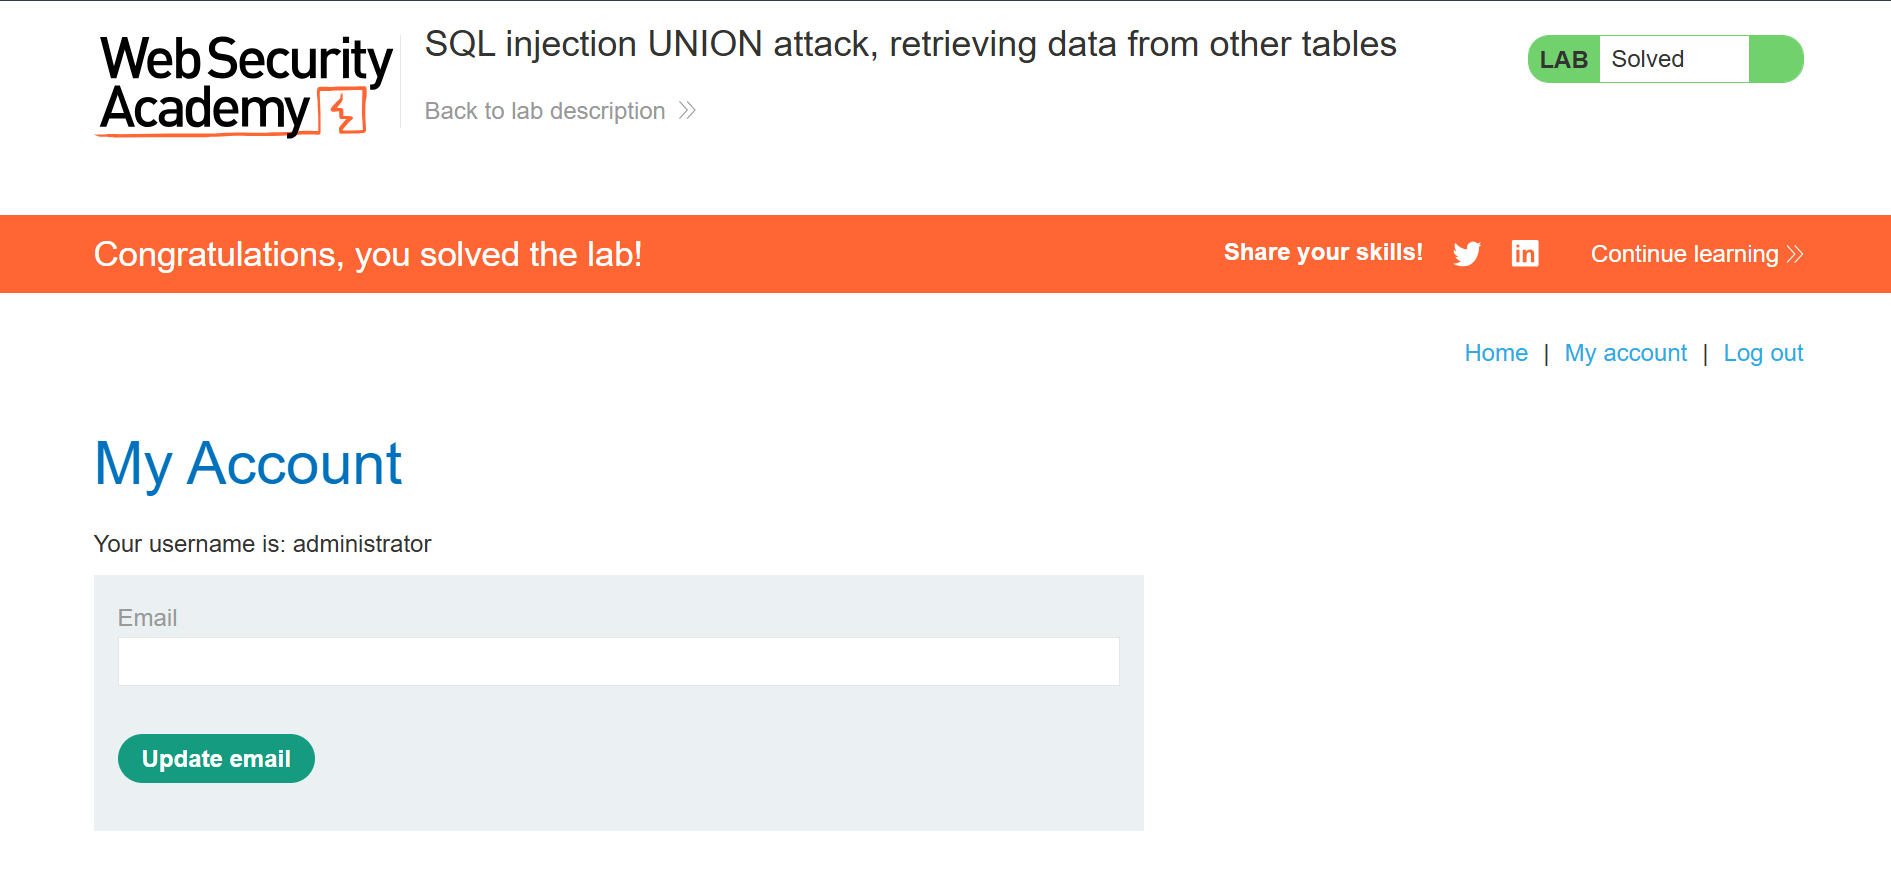 Web Security
Academy
SQL injection UNION attack, retrieving data from other tables
Back to lab description
LAB Solved
Congratulations, you solved the lab!
Share your skills!
Continue learning
Home | My account | Log out
My Account
Your username is: administrator
Email
Update email